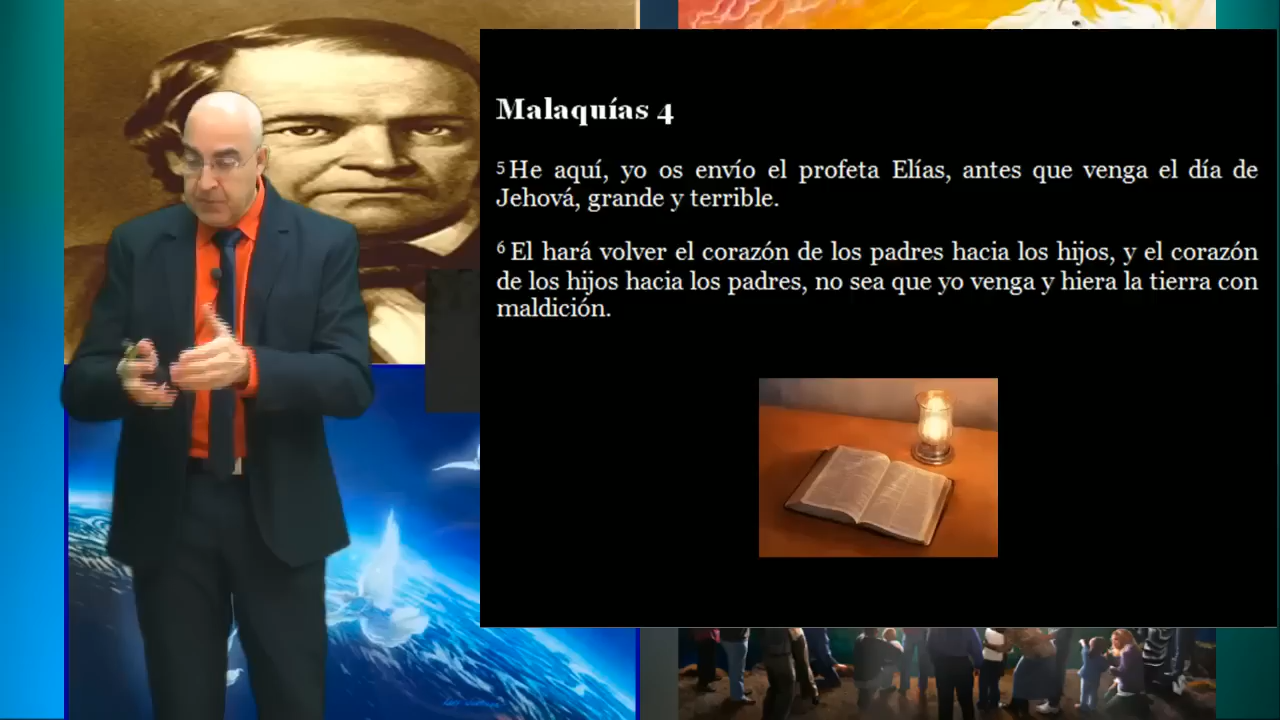 Malaquías 4
5 He aquí, yo os envío el profeta Elías, antes que venga el día de
Jehová, grande y terrible.
6 El hará volver el corazón de los padres hacia los hijos, y el corazón
de los hijos hacia los padres, no sea que yo venga y hiera la tierra con
maldición.